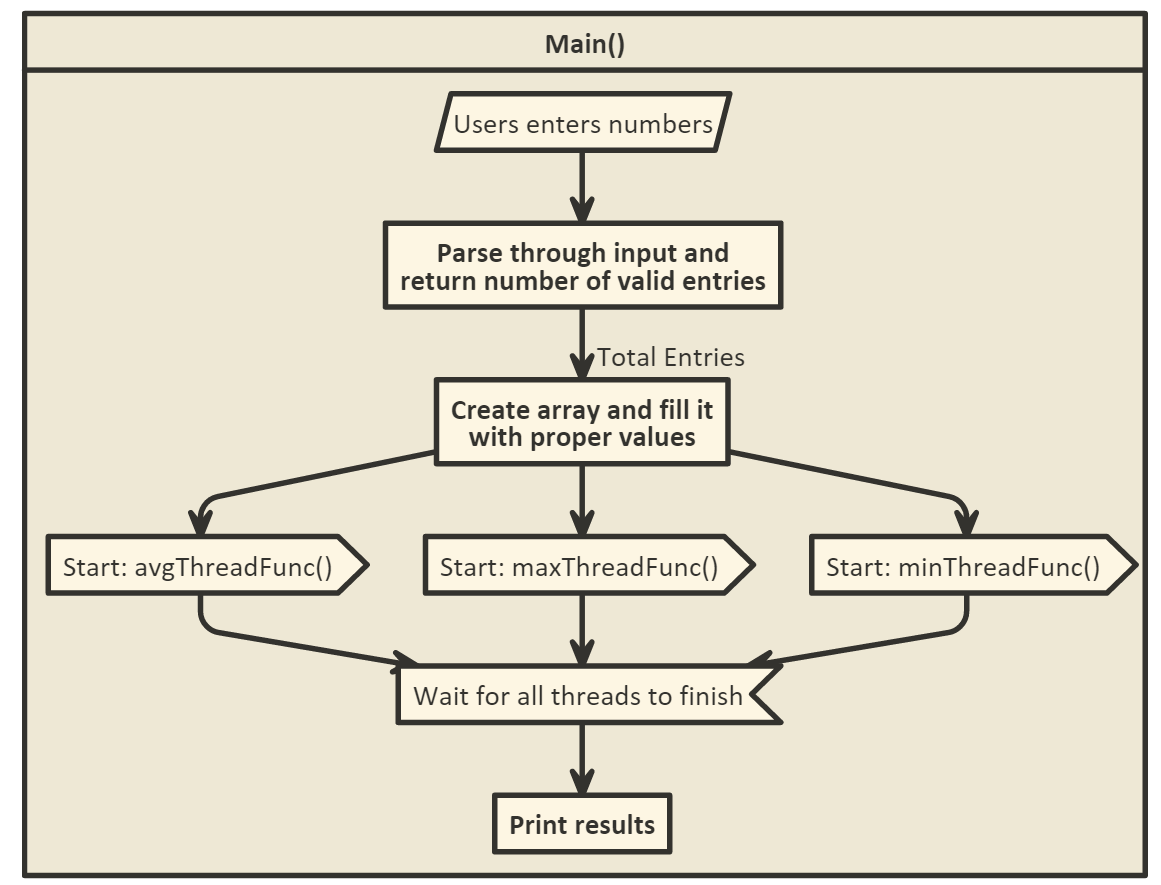 Main()
Users enters numbers
Parse through input and
return number of valid entries
Total Entries
Create array and fill it
with proper values
Start: avgThreadFunc()
Start: maxThreadFunc()
Start: minThreadFunc()
Wait for all threads to finish
Print results